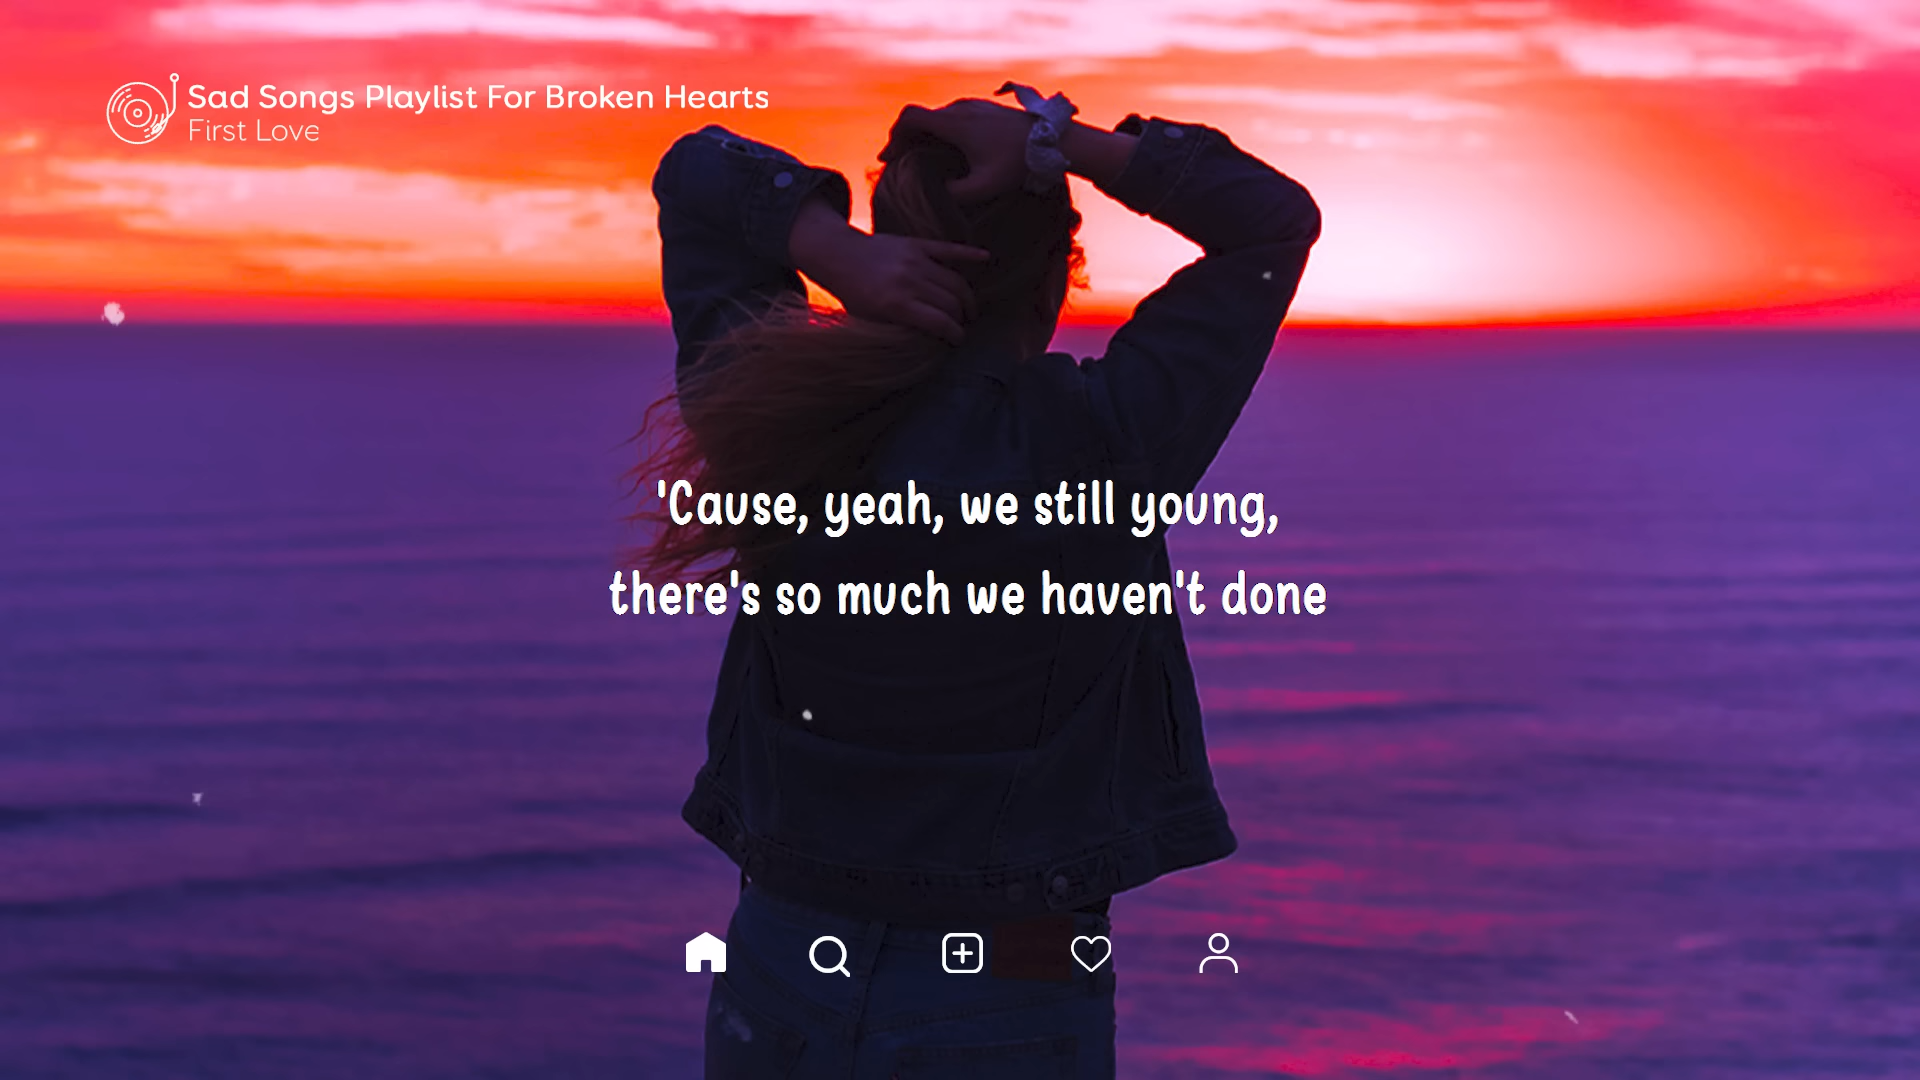 Sad Songs Playlist For Broken Hearts
First Love
'Cause, yeah, we still young,
there's so much we haven't done